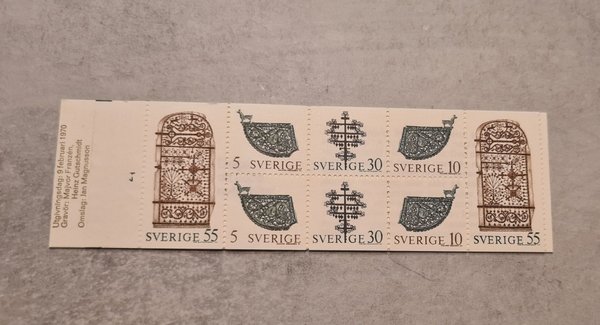 Utgivningsdag: 9 februari 1970
Gravör: Majvor Franzén,
Heinz Gutschmidt
Omslag: Jan Magnusson
SVERIGE 55
5 SVERIGE
SVERIGE 30
SVERIGE 10
5 SVERIGE
SVERIGE 30
SVERIGE 10
SVERIGE 55